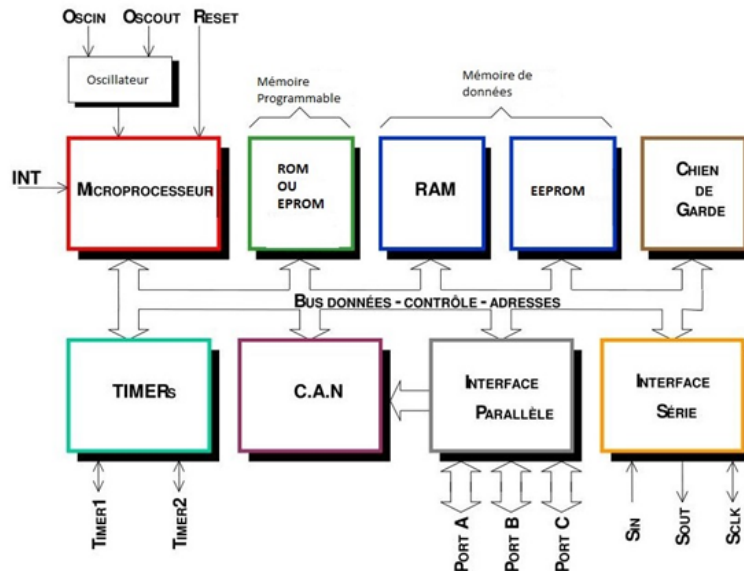 OSCIN OSCOUT RESET
Oscillateur
Mémoire
Programmable
Mémoire de
données
INT
MICROPROCESSEUR
ROM
OU
EPROM
RAM
EEPROM
CHIEN
DE
GARDE
BUS DONNÉES - CONTRÔLE - ADRESSES
TIMERs
C.A.N
INTERFACE
PARALLÈLE
INTERFACE
SÉRIE
TIMER1
TIMER2
PORT A
PORT B
PORT C
SIN
SOUT
SCLK